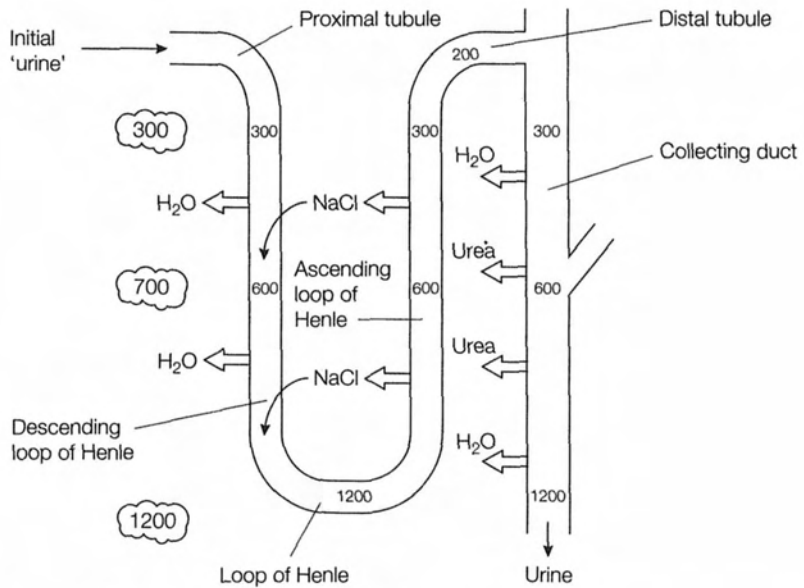 Proximal tubule
Distal tubule
Initial
'urine'
200
300
300
300
300
H₂O
Collecting duct
H₂O
NaCl
Urea
700
600
Ascending
loop of
Henle
600
600
H₂O
NaCl
Urea
Descending
loop of Henle
H₂O
1200
1200
1200
Loop of Henle
Urine